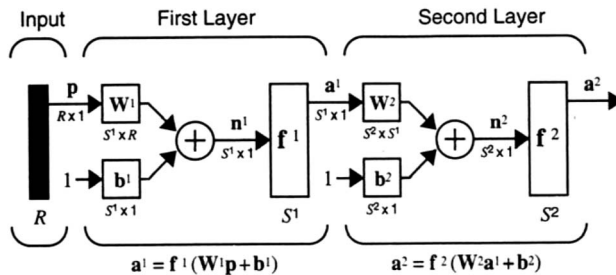 Input First Layer Second Layer
p a¹ a²
W¹ W²
R x 1 n¹ S¹ x 1 n²
S¹ x R f ¹ S² x S¹ f ²
S¹ x 1 S² x 1
1 b¹ 1 b²
S¹ x 1 S² x 1
R S¹ S²
a¹ = f ¹ (W¹p + b¹) a² = f ² (W²a¹ + b²)